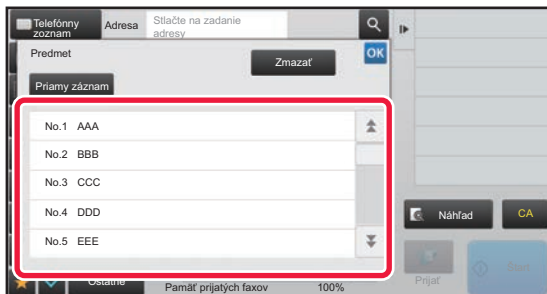 Telefónny
zoznam
Adresa
Stlačte na zadanie
adresy
Predmet
Zmazať
OK
Priamy záznam
No.1 AAA
No.2 BBB
No.3 CCC
No.4 DDD
No.5 EEE
Náhľad
CA
Ostatné
Pamäť prijatých faxov 100%
Prijať
Štart